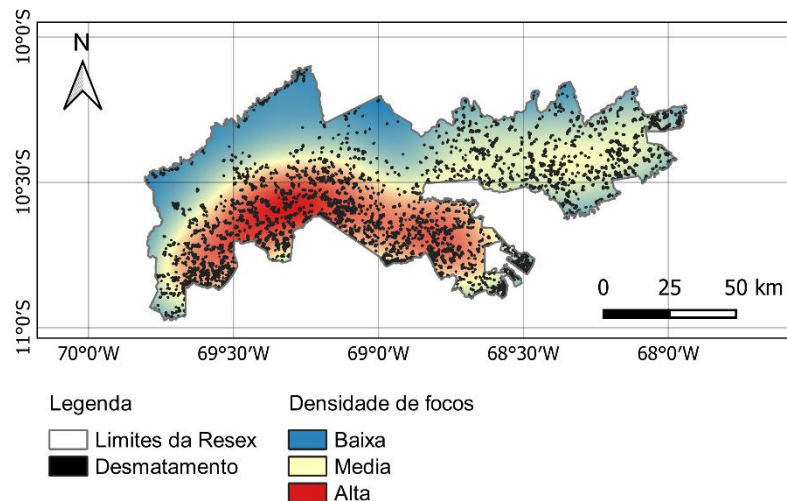 N
10°0'S
10°30'S
11°0'S
0 25 50 km
70°0'W 69°30'W 69°0'W 68°30'W 68°0'W
Legenda Densidade de focos
Limites da Resex Baixa
Desmatamento Media
Alta